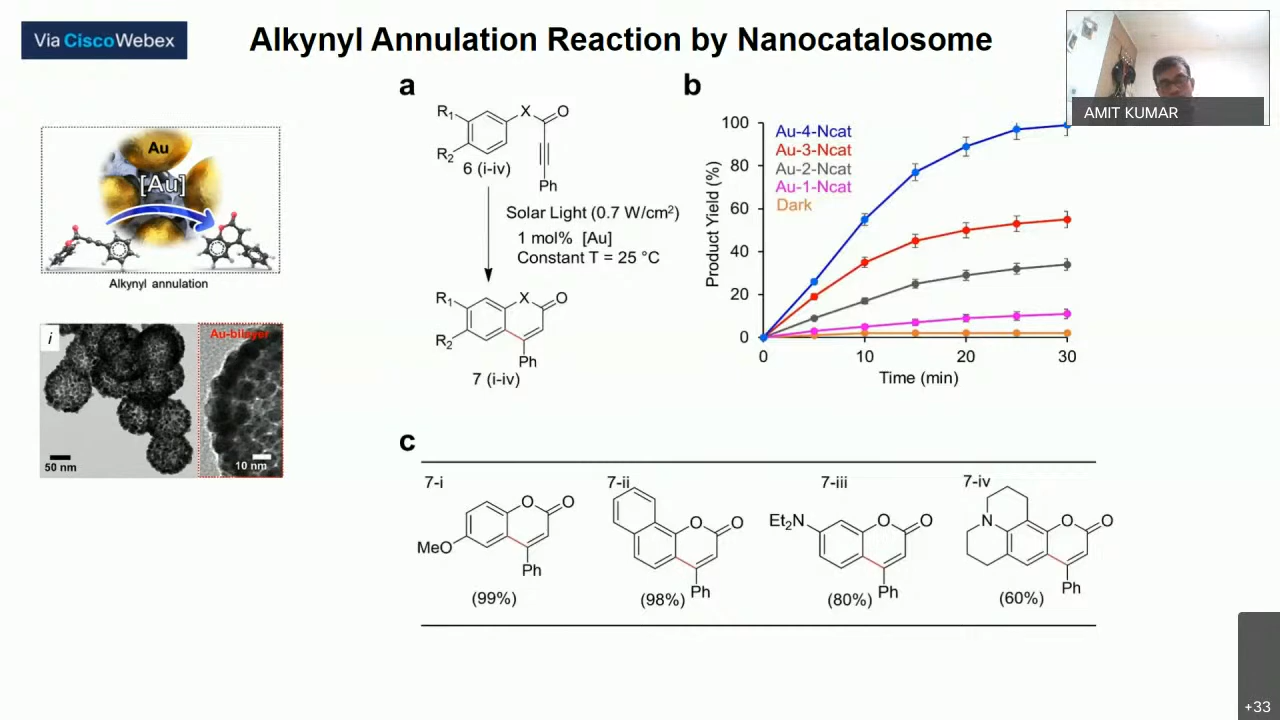 Via Cisco Webex
Alkynyl Annulation Reaction by Nanocatalosome
AMIT KUMAR
Au
[Au]
Alkynyl annulation
i
Au-bilayer
50 nm
10 nm
a
R1
R2
X
O
Ph
6 (i-iv)
Solar Light (0.7 W/cm²)
1 mol% [Au]
Constant T = 25 °C
R1
R2
X
O
Ph
7 (i-iv)
b
Product Yield (%)
100
80
60
40
20
0
Au-4-Ncat
Au-3-Ncat
Au-2-Ncat
Au-1-Ncat
Dark
0 10 20 30
Time (min)
c
7-i
O O
MeO
Ph
(99%)
7-ii
O O
Ph
(98%)
7-iii
Et2N O O
Ph
(80%)
7-iv
N O O
Ph
(60%)
+33